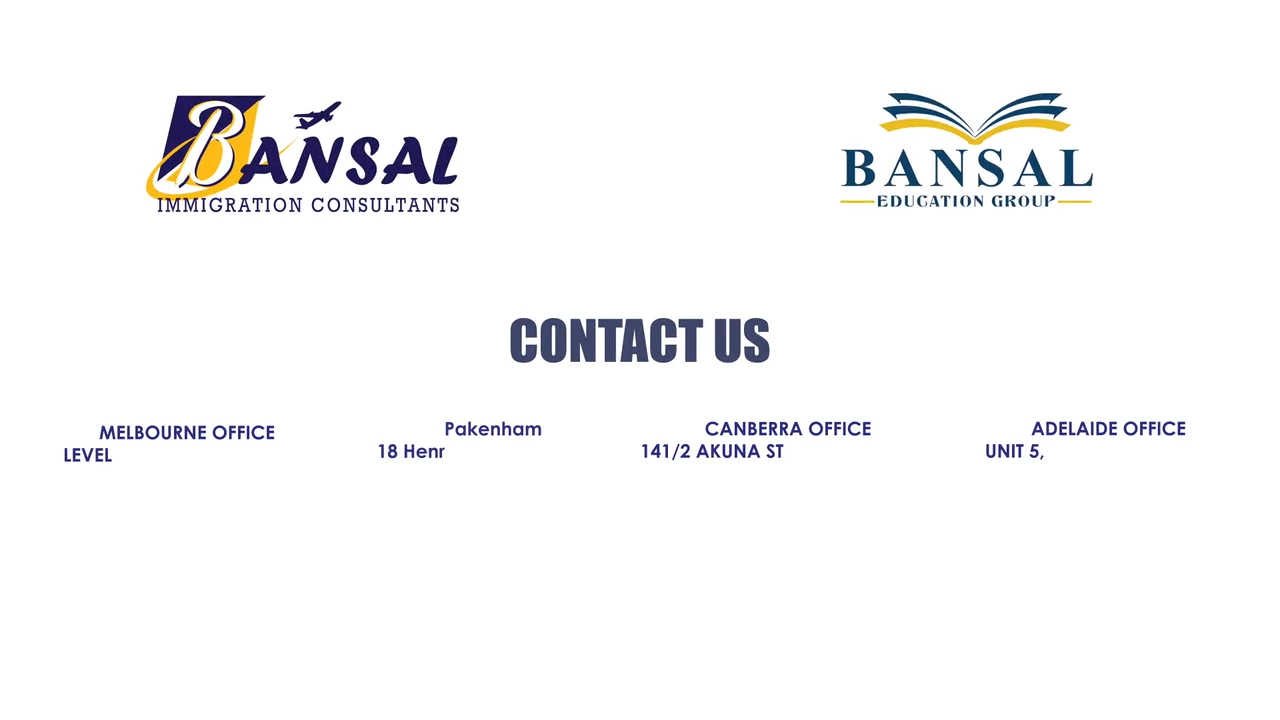 BANSAL
IMMIGRATION CONSULTANTS
BANSAL
EDUCATION GROUP
CONTACT US
MELBOURNE OFFICE
LEVEL
Pakenham
18 Henr
CANBERRA OFFICE
141/2 AKUNA ST
ADELAIDE OFFICE
UNIT 5,